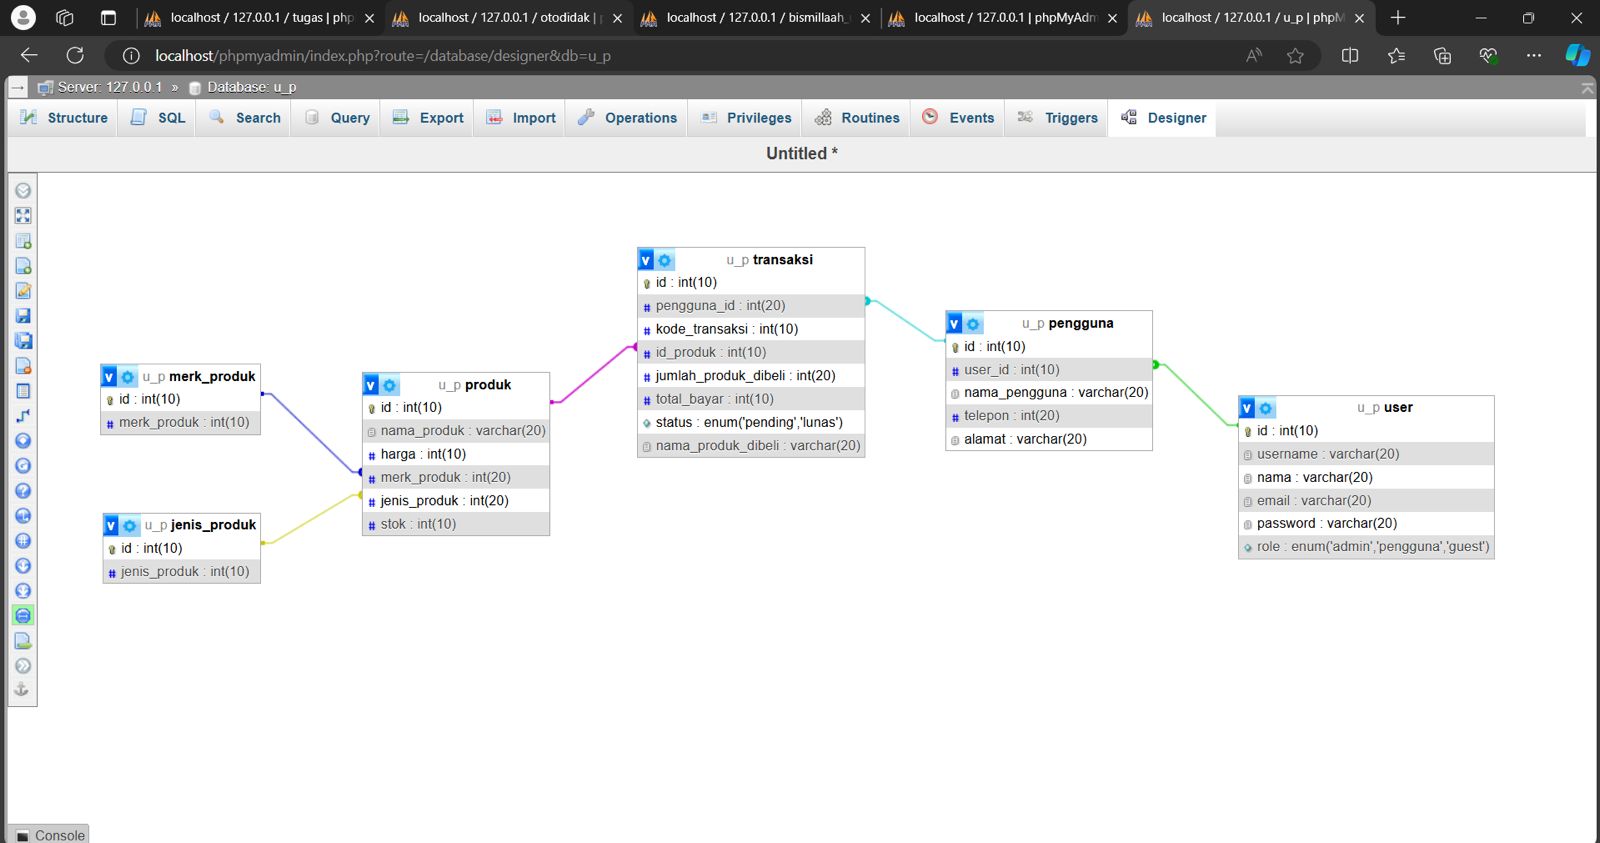 localhost / 127.0.0.1 / tugas | php
localhost / 127.0.0.1 / otodidak |
localhost / 127.0.0.1 / bismillaah_
localhost / 127.0.0.1 | phpMyAdm
localhost / 127.0.0.1 / u_p | phpM
localhost/phpmyadmin/index.php?route=/database/designer&db=u_p
Server: 127.0.0.1 » Database: u_p
Structure SQL Search Query Export Import Operations Privileges Routines Events Triggers Designer
Untitled *
v u_p merk_produk
id : int(10)
# merk_produk : int(10)
v u_p jenis_produk
id : int(10)
# jenis_produk : int(10)
v u_p produk
id : int(10)
nama_produk : varchar(20)
# harga : int(10)
# merk_produk : int(20)
# jenis_produk : int(20)
# stok : int(10)
v u_p transaksi
id : int(10)
# pengguna_id : int(20)
# kode_transaksi : int(10)
# id_produk : int(10)
# jumlah_produk_dibeli : int(20)
# total_bayar : int(10)
status : enum('pending','lunas')
nama_produk_dibeli : varchar(20)
v u_p pengguna
id : int(10)
# user_id : int(10)
nama_pengguna : varchar(20)
# telepon : int(20)
alamat : varchar(20)
v u_p user
id : int(10)
username : varchar(20)
nama : varchar(20)
email : varchar(20)
password : varchar(20)
role : enum('admin','pengguna','guest')
Console